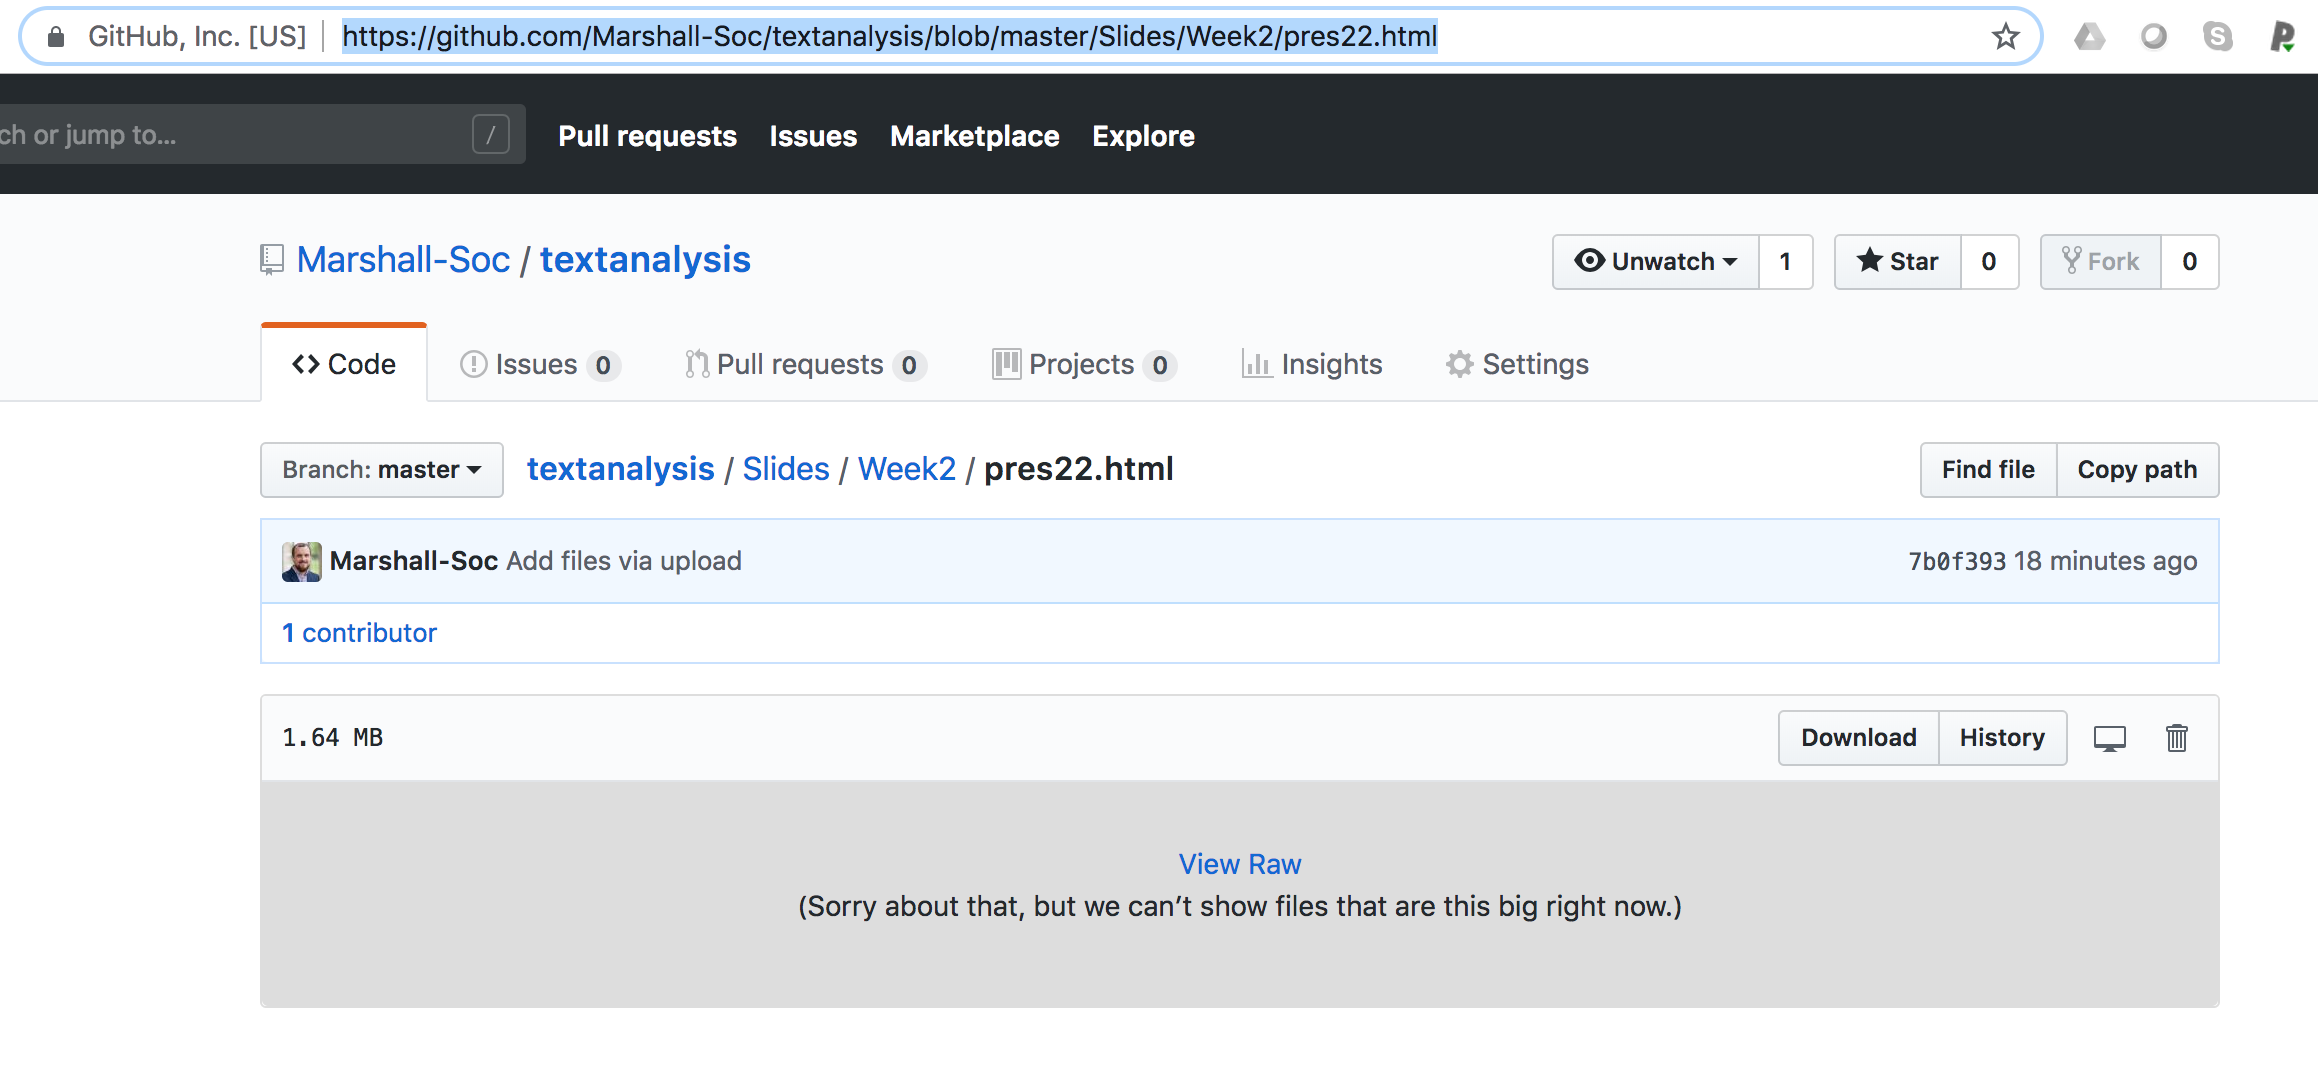 GitHub, Inc. [US] https://github.com/Marshall-Soc/textanalysis/blob/master/Slides/Week2/pres22.html
ch or jump to... / Pull requests Issues Marketplace Explore
Marshall-Soc / textanalysis Unwatch 1 Star 0 Fork 0
Code Issues 0 Pull requests 0 Projects 0 Insights Settings
Branch: master textanalysis / Slides / Week2 / pres22.html Find file Copy path
Marshall-Soc Add files via upload 7b0f393 18 minutes ago
1 contributor
1.64 MB Download History
View Raw
(Sorry about that, but we can’t show files that are this big right now.)